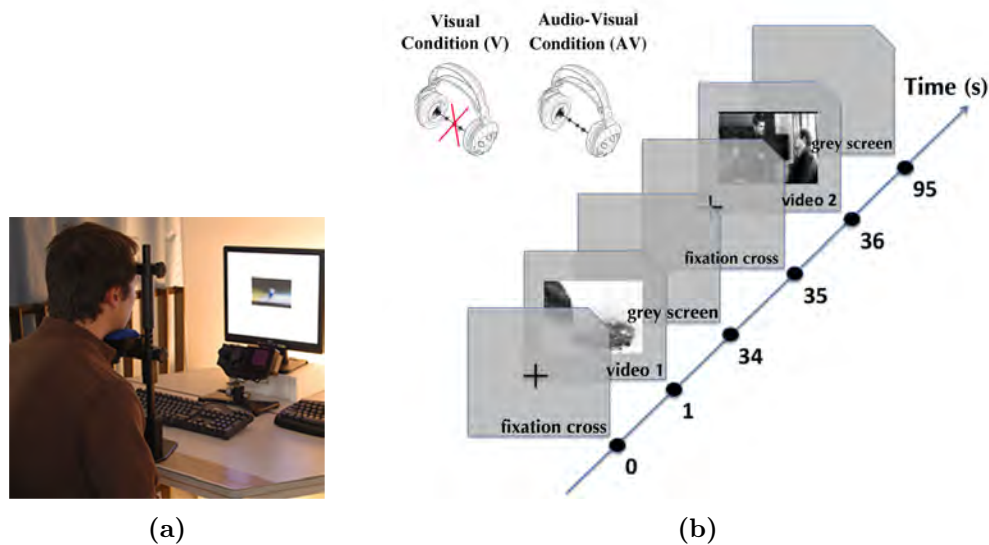 Visual
Condition (V)
Audio-Visual
Condition (AV)
Time (s)
grey screen
video 2
95
fixation cross
36
grey screen
35
video 1
34
fixation cross
1
0
(a)
(b)